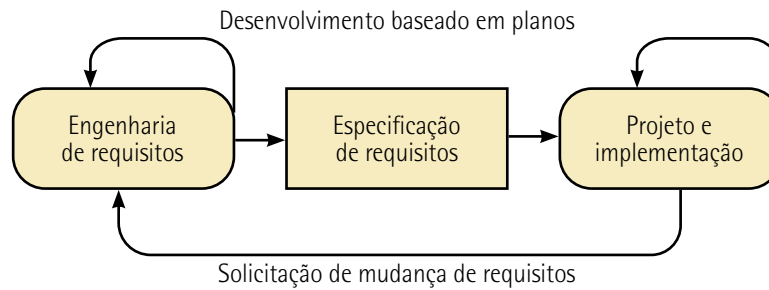 Desenvolvimento baseado em planos
Engenharia
de requisitos
Especificação
de requisitos
Projeto e
implementação
Solicitação de mudança de requisitos